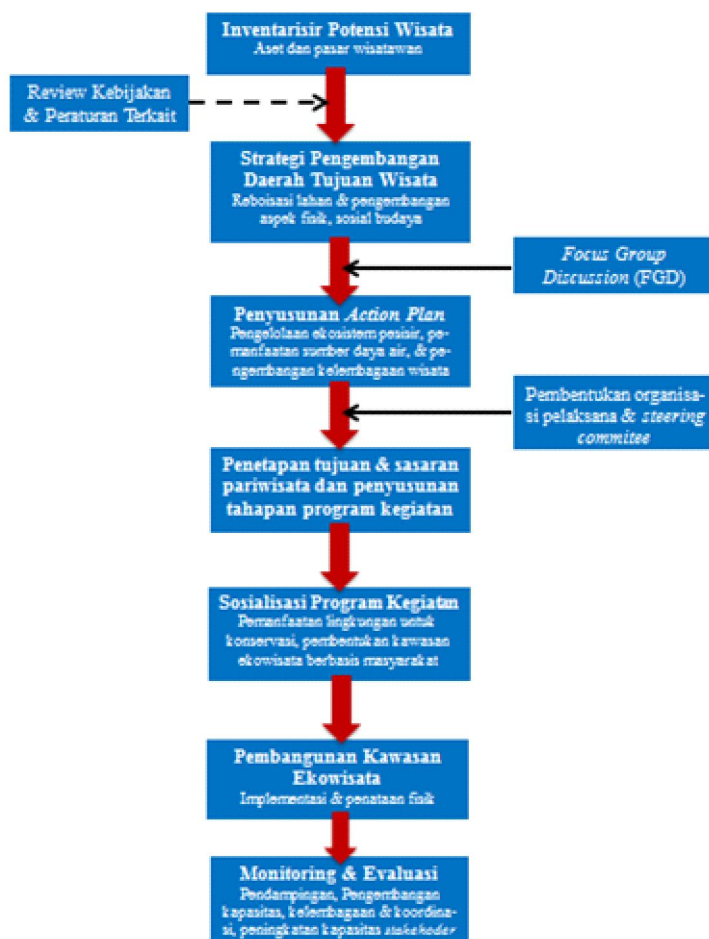 Inventarisir Potensi Wisata
Aset dan pasar wisatawan
Review Kebijakan
& Peraturan Terkait
Strategi Pengembangan
Daerah Tujuan Wisata
Reboisasi lahan & pengembangan
aspek fisik, sosial budaya
Focus Group
Discussion (FGD)
Penyusunan Action Plan
Pengelolaan ekosistem pesisir, pe-
manfaatan sumber daya air, & pe-
ngembangan kelembagaan wisata
Pembentukan organisa-
si pelaksana & steering
commitee
Penetapan tujuan & sasaran
pariwisata dan penyusunan
tahapan program kegiatan
Sosialisasi Program Kegiatan
Pemanfaatan lingkungan untuk
konservasi, pembentukan kawasan
ekowisata berbasis masyarakat
Pembangunan Kawasan
Ekowisata
Implementasi & penataan fisik
Monitoring & Evaluasi
Pendampingan, Pengembangan
kapasitas, kelembagaan & koordina-
si, peningkatan kapasitas stakehoder